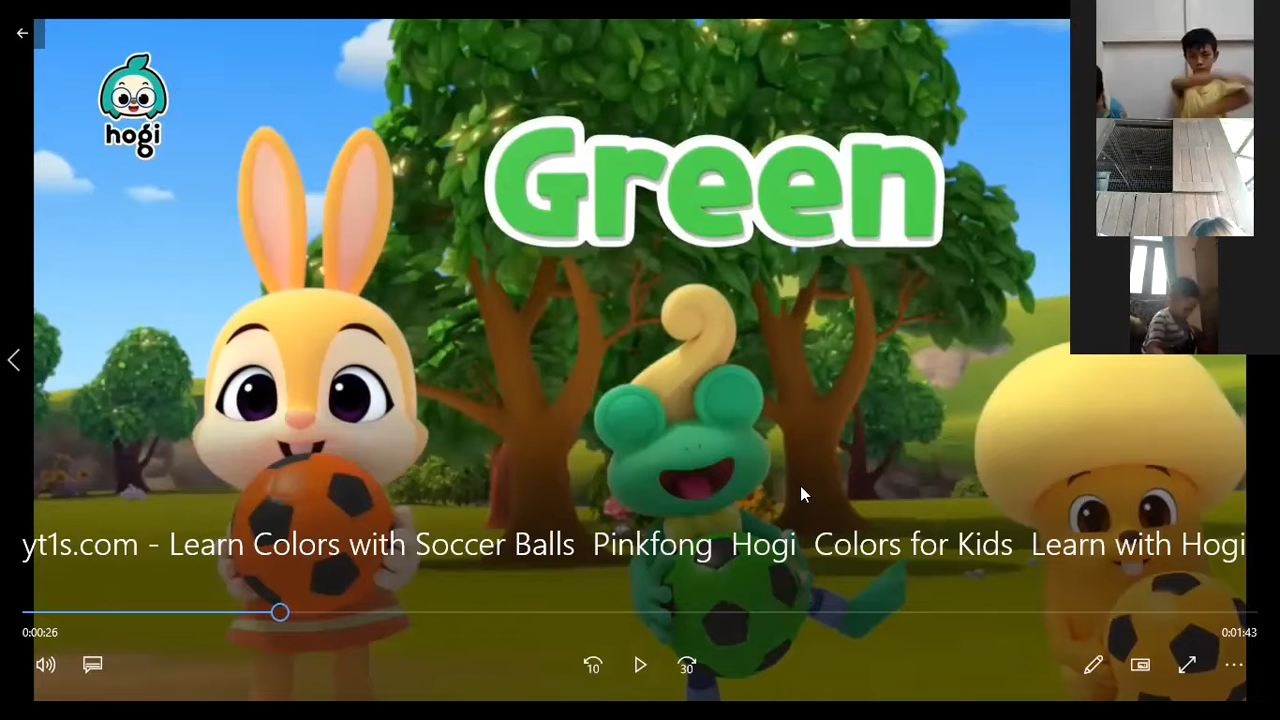 hogi
Green
yt1s.com - Learn Colors with Soccer Balls Pinkfong Hogi Colors for Kids Learn with Hogi
0:00:26
0:01:43
10
30